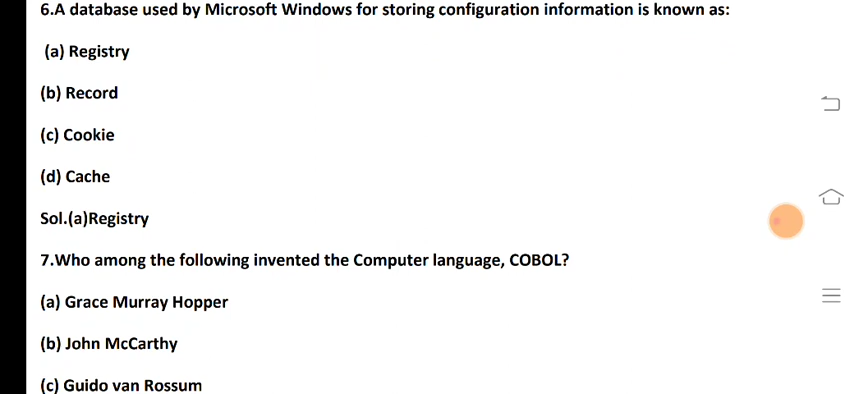 6.A database used by Microsoft Windows for storing configuration information is known as:
(a) Registry
(b) Record
(c) Cookie
(d) Cache
Sol.(a)Registry
7.Who among the following invented the Computer language, COBOL?
(a) Grace Murray Hopper
(b) John McCarthy
(c) Guido van Rossum